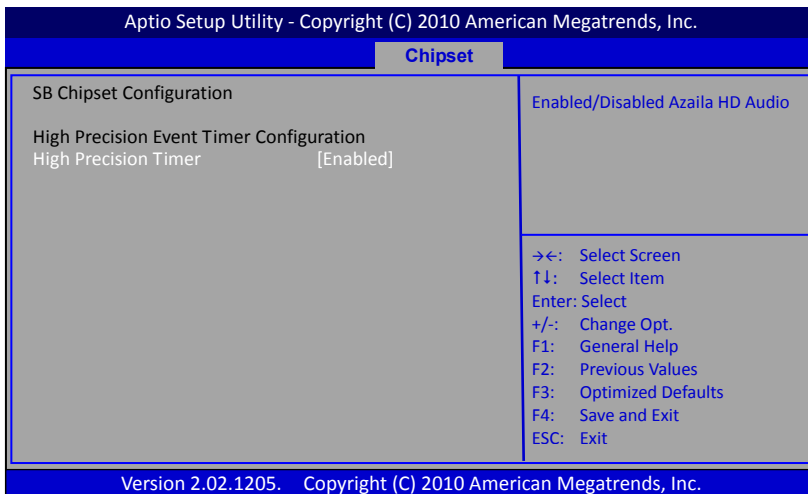 Aptio Setup Utility - Copyright (C) 2010 American Megatrends, Inc.
Chipset
SB Chipset Configuration
High Precision Event Timer Configuration
High Precision Timer [Enabled]
Enabled/Disabled Azaila HD Audio
→←: Select Screen
↑↓: Select Item
Enter: Select
+/-: Change Opt.
F1: General Help
F2: Previous Values
F3: Optimized Defaults
F4: Save and Exit
ESC: Exit
Version 2.02.1205. Copyright (C) 2010 American Megatrends, Inc.